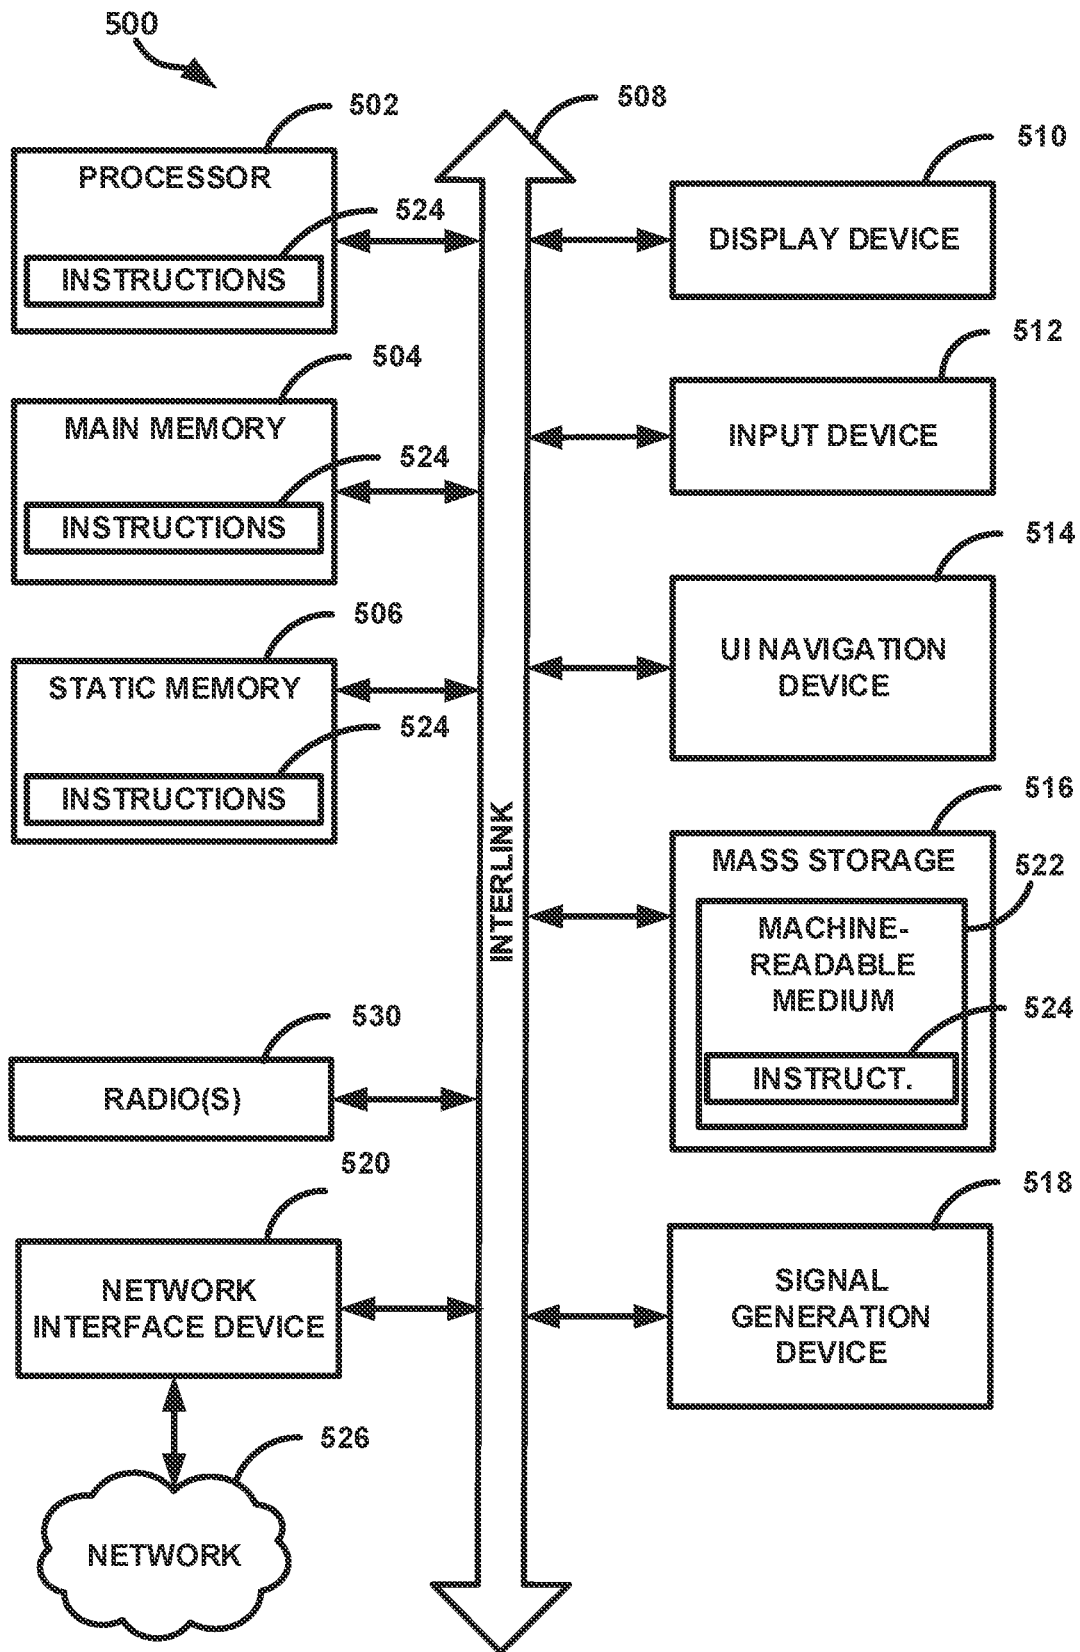 500
502
PROCESSOR
524
INSTRUCTIONS
504
MAIN MEMORY
524
INSTRUCTIONS
506
STATIC MEMORY
524
INSTRUCTIONS
530
RADIO(S)
520
NETWORK
INTERFACE DEVICE
526
NETWORK
508
INTERLINK
510
DISPLAY DEVICE
512
INPUT DEVICE
514
UI NAVIGATION
DEVICE
516
MASS STORAGE
522
MACHINE-
READABLE
MEDIUM
524
INSTRUCT.
518
SIGNAL
GENERATION
DEVICE